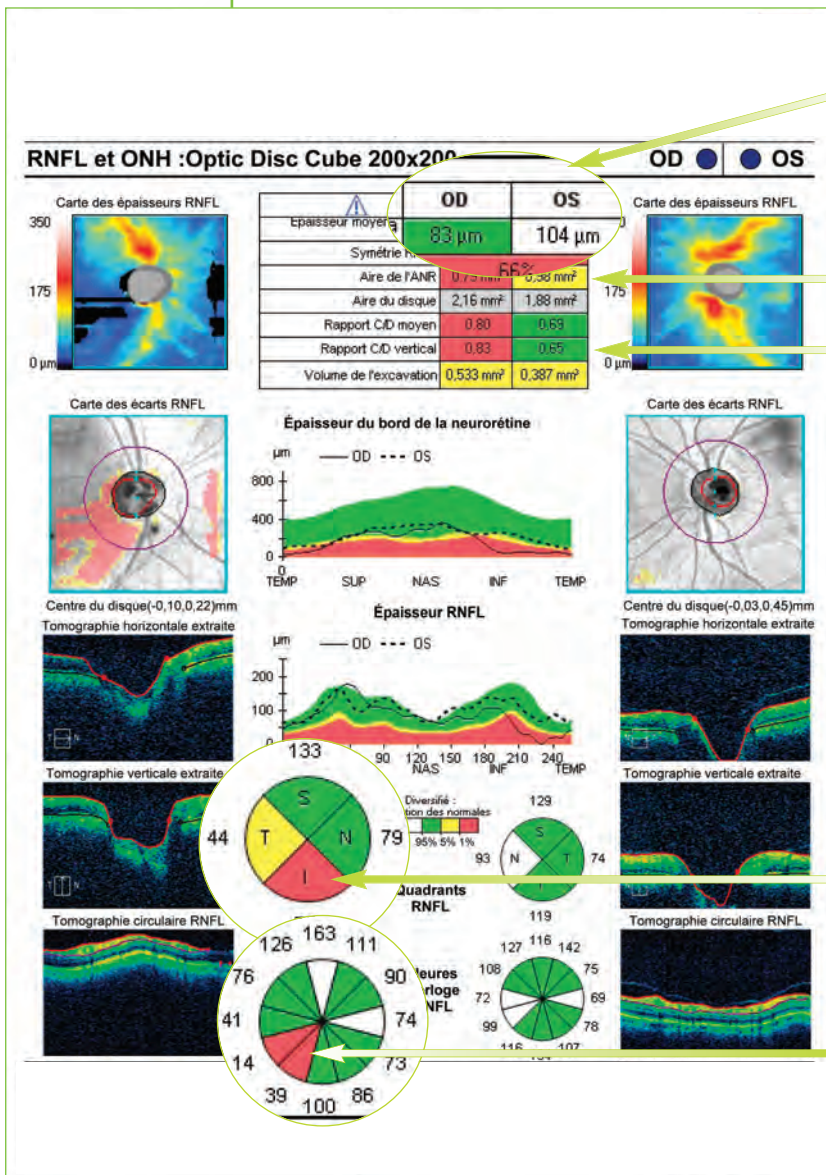 RNFL et ONH :Optic Disc Cube 200x200 OD OS
Carte des épaisseurs RNFL
350
175
0 µm
OD OS
Epaisseur moyenne 83 µm 104 µm
Symétrie 66%
Aire de l'ANR
Aire du disque 2,16 mm² 1,88 mm²
Rapport C/D moyen 0.80 0,69
Rapport C/D vertical 0,83 0,65
Volume de l'excavation 0,533 mm² 0,387 mm²
Carte des épaisseurs RNFL
175
0 µm
Carte des écarts RNFL
Centre du disque(-0,10,0,22)mm
Épaisseur du bord de la neurorétine
µm OD OS
800
400
0
0
TEMP SUP NAS INF TEMP
Carte des écarts RNFL
Centre du disque(-0,03,0,45)mm
Tomographie horizontale extraite
T N
Épaisseur RNFL
µm OD OS
200
100
0
90 120 150 180 210 240
NAS INF TEMP
Tomographie horizontale extraite
Tomographie verticale extraite
T N
133
44 79
S
T N
I
Diversifié :
des normales
95% 5% 1%
Quadrants
RNFL
129
93 74
S
N T
119
Tomographie verticale extraite
Tomographie circulaire RNFL
163
126 111
76 90
41 74
14 73
39 86
100
116
127 142
108 75
72 69
99 78
Tomographie circulaire RNFL